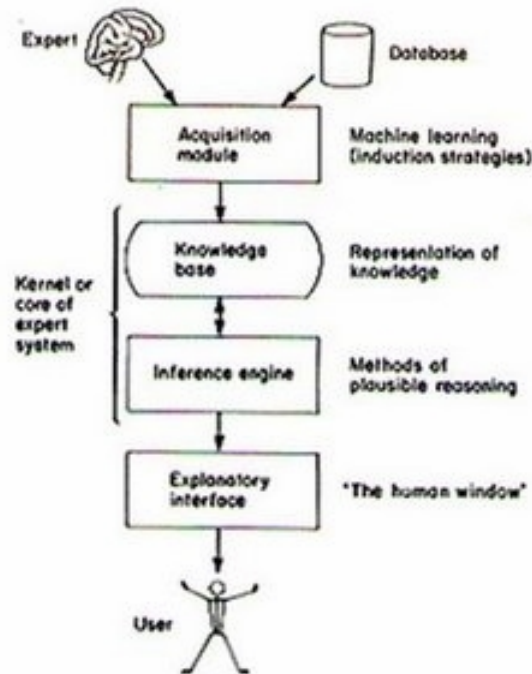 Expert
Database
Acquisition
module
Machine learning
(induction strategies)
Knowledge
base
Representation of
knowledge
Kernel or
core of
expert
system
Inference engine
Methods of
plausible reasoning
Explanatory
interface
"The human window"
User